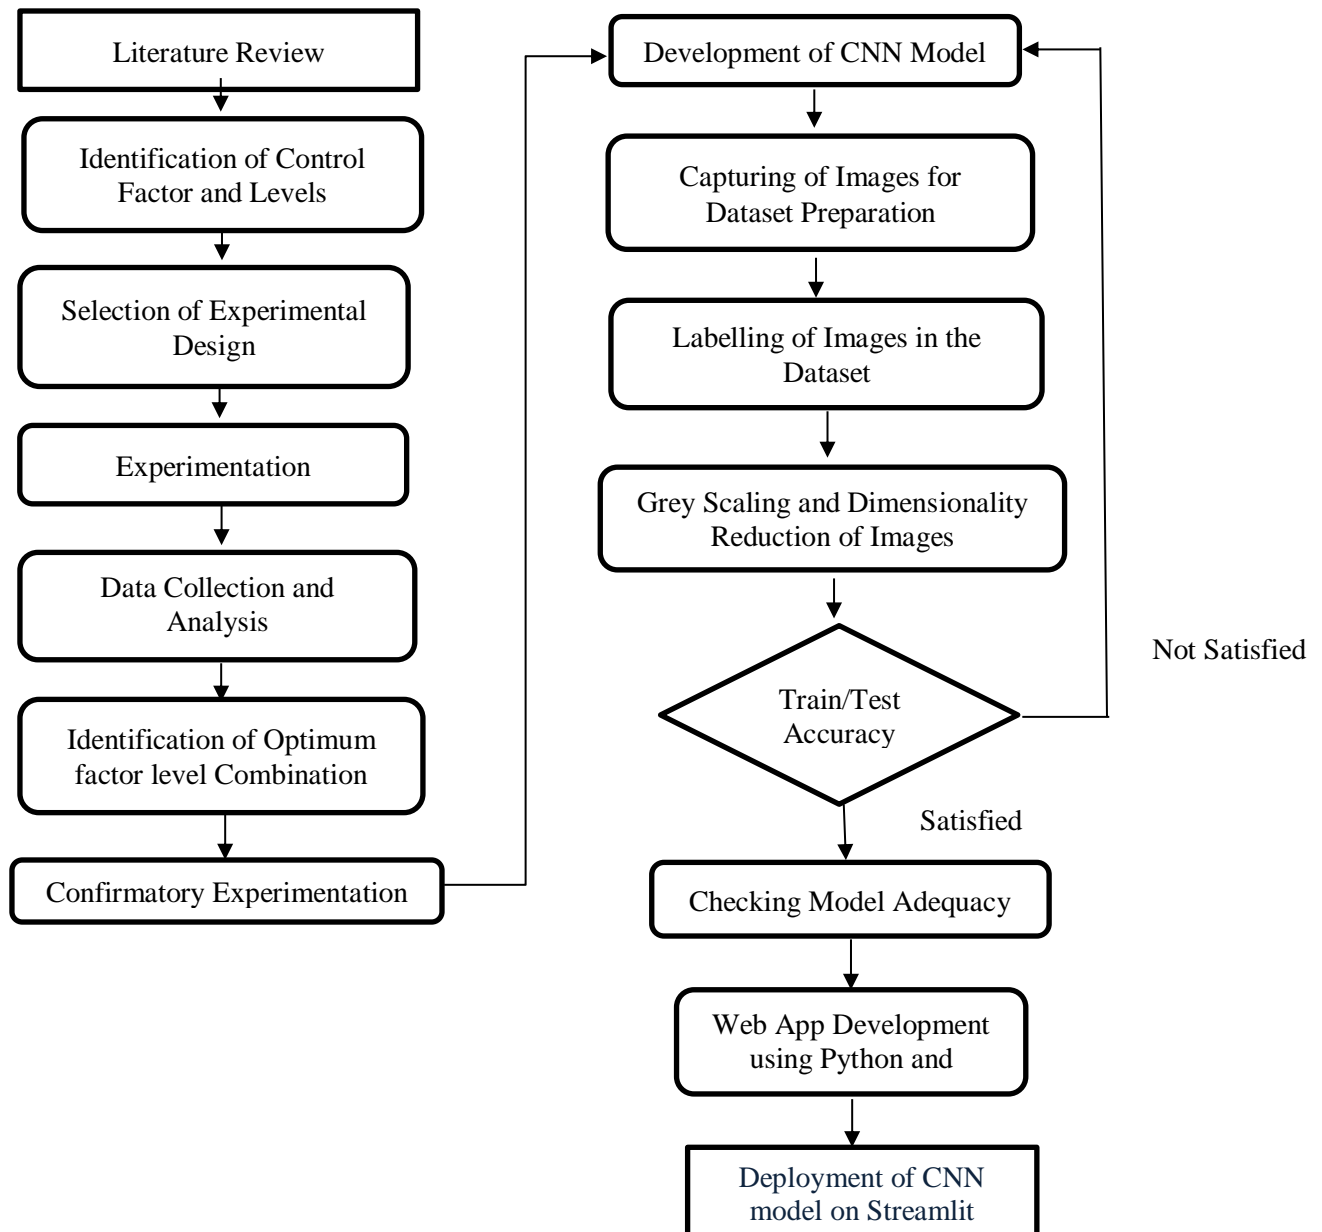 Literature Review
Identification of Control
Factor and Levels
Selection of Experimental
Design
Experimentation
Data Collection and
Analysis
Identification of Optimum
factor level Combination
Confirmatory Experimentation
Development of CNN Model
Capturing of Images for
Dataset Preparation
Labelling of Images in the
Dataset
Grey Scaling and Dimensionality
Reduction of Images
Train/Test
Accuracy
Not Satisfied
Satisfied
Checking Model Adequacy
Web App Development
using Python and
Deployment of CNN
model on Streamlit